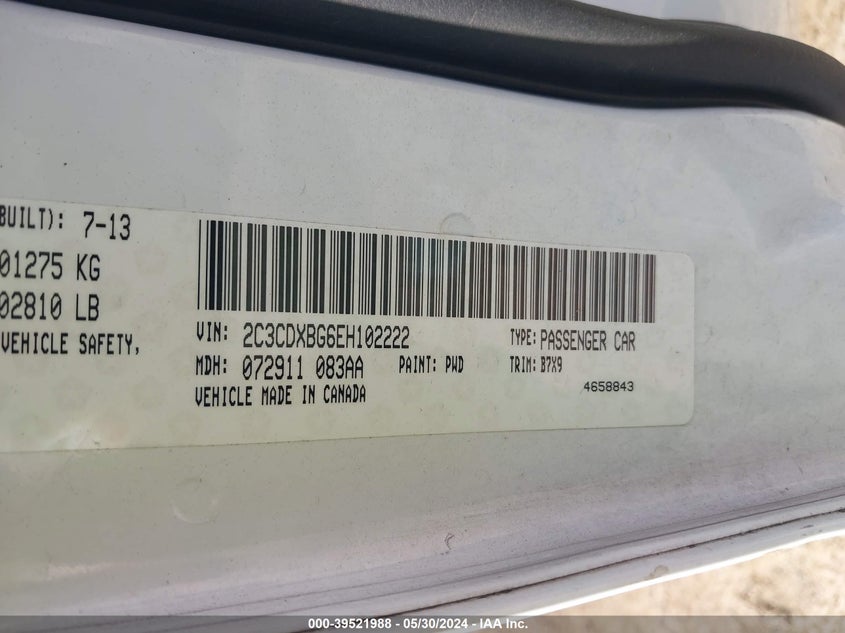 BUILT): 7-13
01275 KG
02810 LB
VEHICLE SAFETY,
VIN: 2C3CDXBG6EH102222 TYPE: PASSENGER CAR
MDH: 072911 083AA PAINT: PWD TRIM: B7X9
VEHICLE MADE IN CANADA 4658843
000-39521988 - 05/30/2024 - IAA Inc.